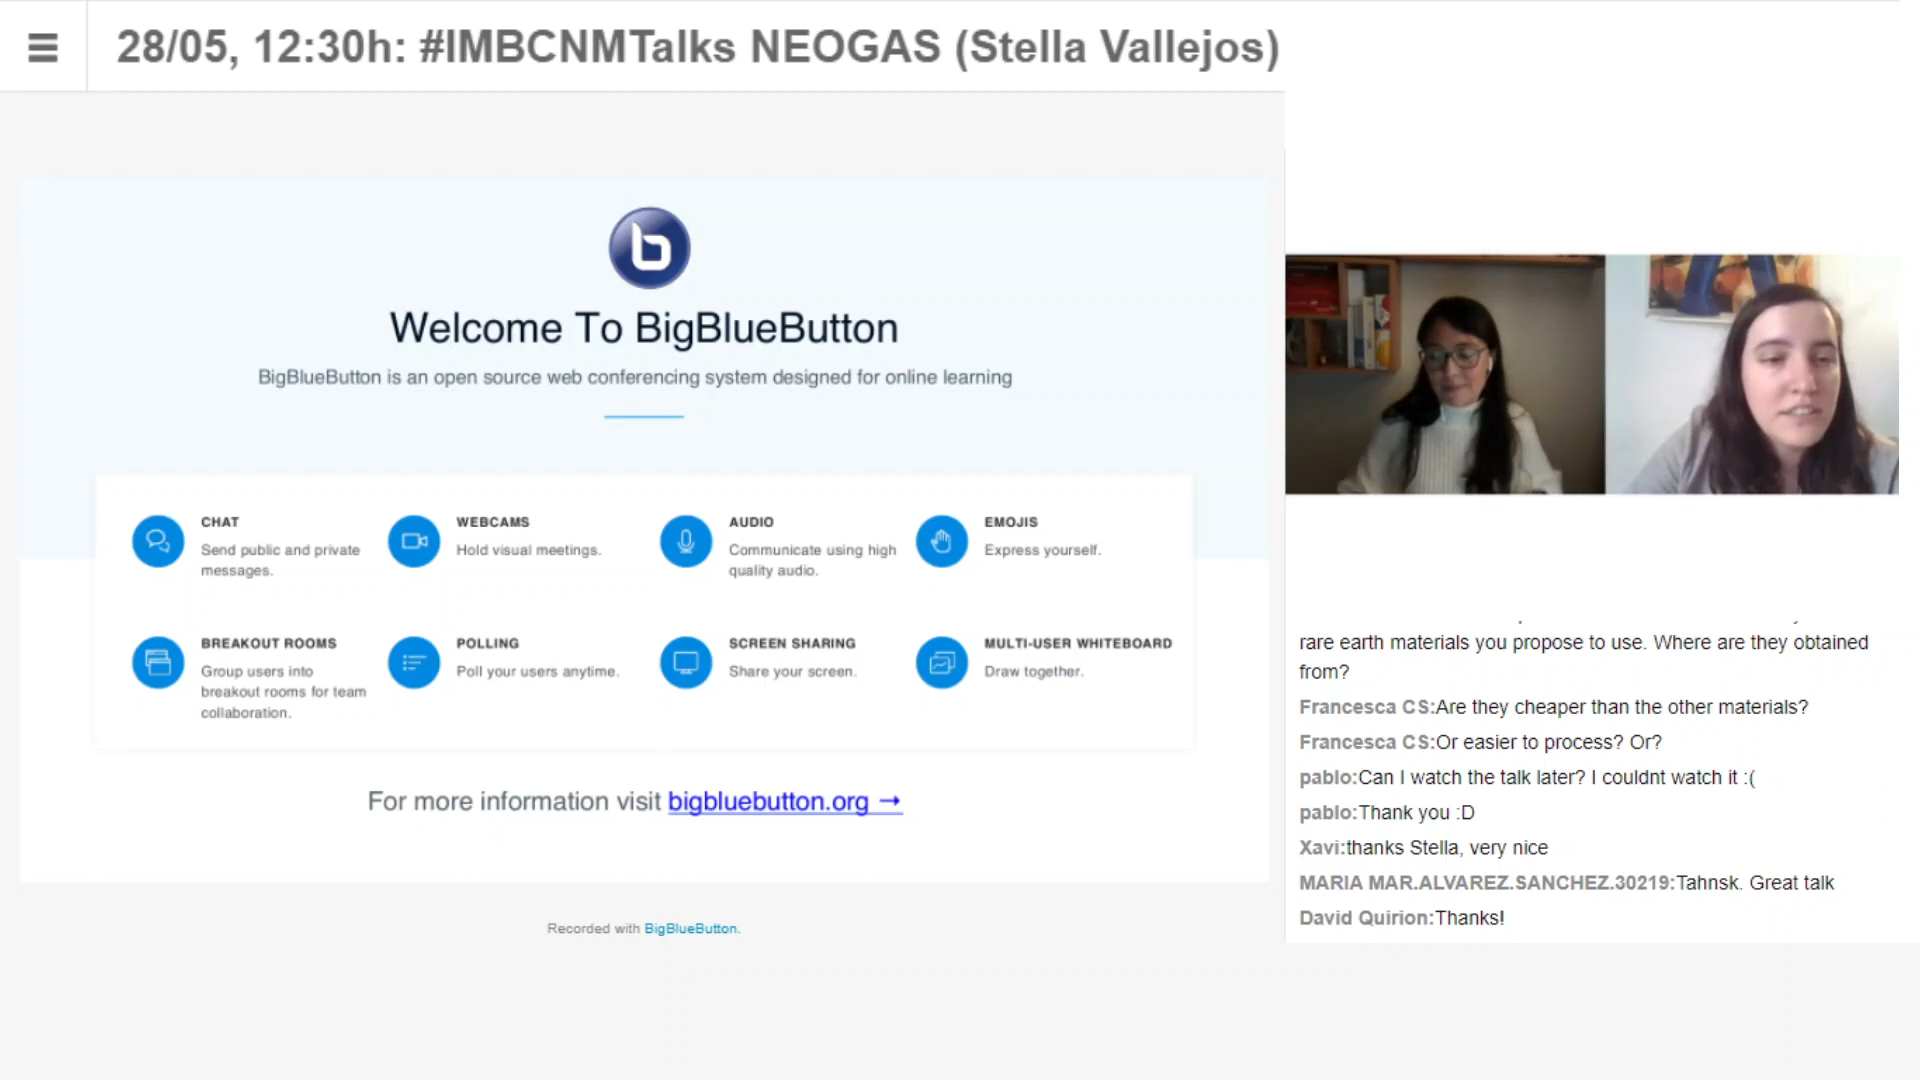 28/05, 12:30h: #IMBCNMTalks NEOGAS (Stella Vallejos)
Welcome To BigBlueButton
BigBlueButton is an open source web conferencing system designed for online learning
CHAT
Send public and private
messages.
WEBCAMS
Hold visual meetings.
AUDIO
Communicate using high
quality audio.
EMOJIS
Express yourself.
BREAKOUT ROOMS
Group users into
breakout rooms for team
collaboration.
POLLING
Poll your users anytime.
SCREEN SHARING
Share your screen.
MULTI-USER WHITEBOARD
Draw together.
For more information visit bigbluebutton.org →
Recorded with BigBlueButton.
rare earth materials you propose to use. Where are they obtained
from?
Francesca CS:Are they cheaper than the other materials?
Francesca CS:Or easier to process? Or?
pablo:Can I watch the talk later? I couldnt watch it :(
pablo:Thank you :D
Xavi:thanks Stella, very nice
MARIA MAR.ALVAREZ.SANCHEZ.30219:Tahnsk. Great talk
David Quirion:Thanks!